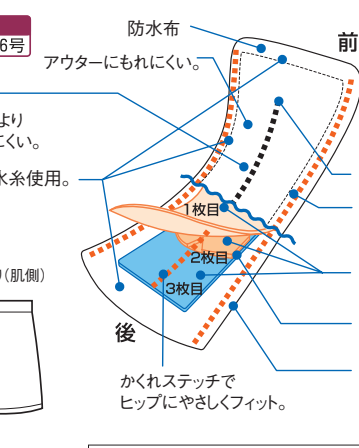 6号
防水布
前
アウターにもれにくい。
より
にくい。
水糸使用。
1枚目
2枚目
3枚目
(肌側)
後
かくれステッチで
ヒップにやさしくフィット。